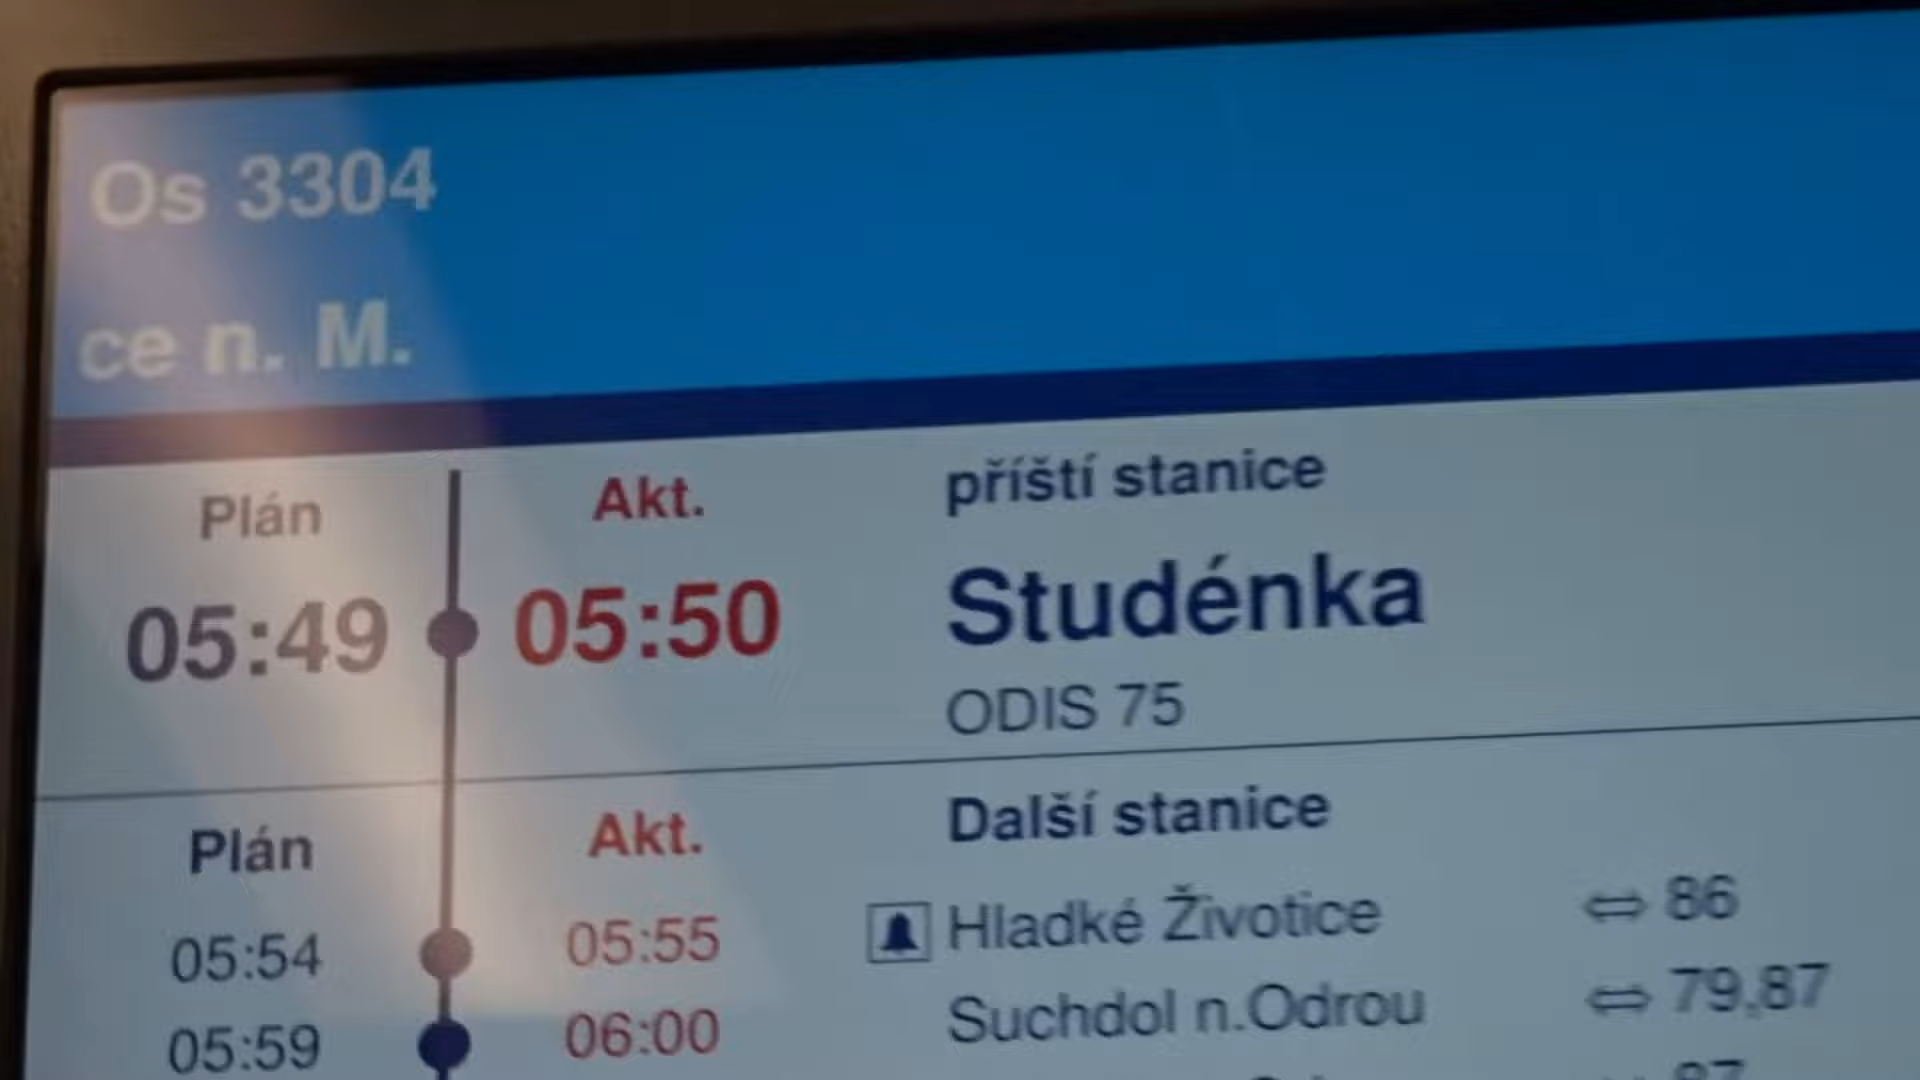 Os 3304
ce n. M.
Plán Akt. příští stanice
05:49 05:50 Studénka
ODIS 75
Plán Akt. Další stanice
05:54 05:55 Hladké Životice ⇔ 86
05:59 06:00 Suchdol n.Odrou ⇔ 79,87
87